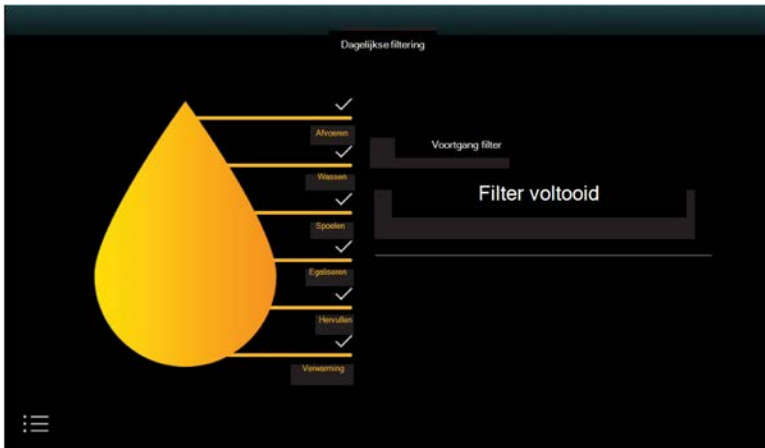 Dagelijkse filtering
Afvoeren
Wassen
Spoelen
Egaliseren
Hervullen
Verwarming
Voortgang filter
Filter voltooid